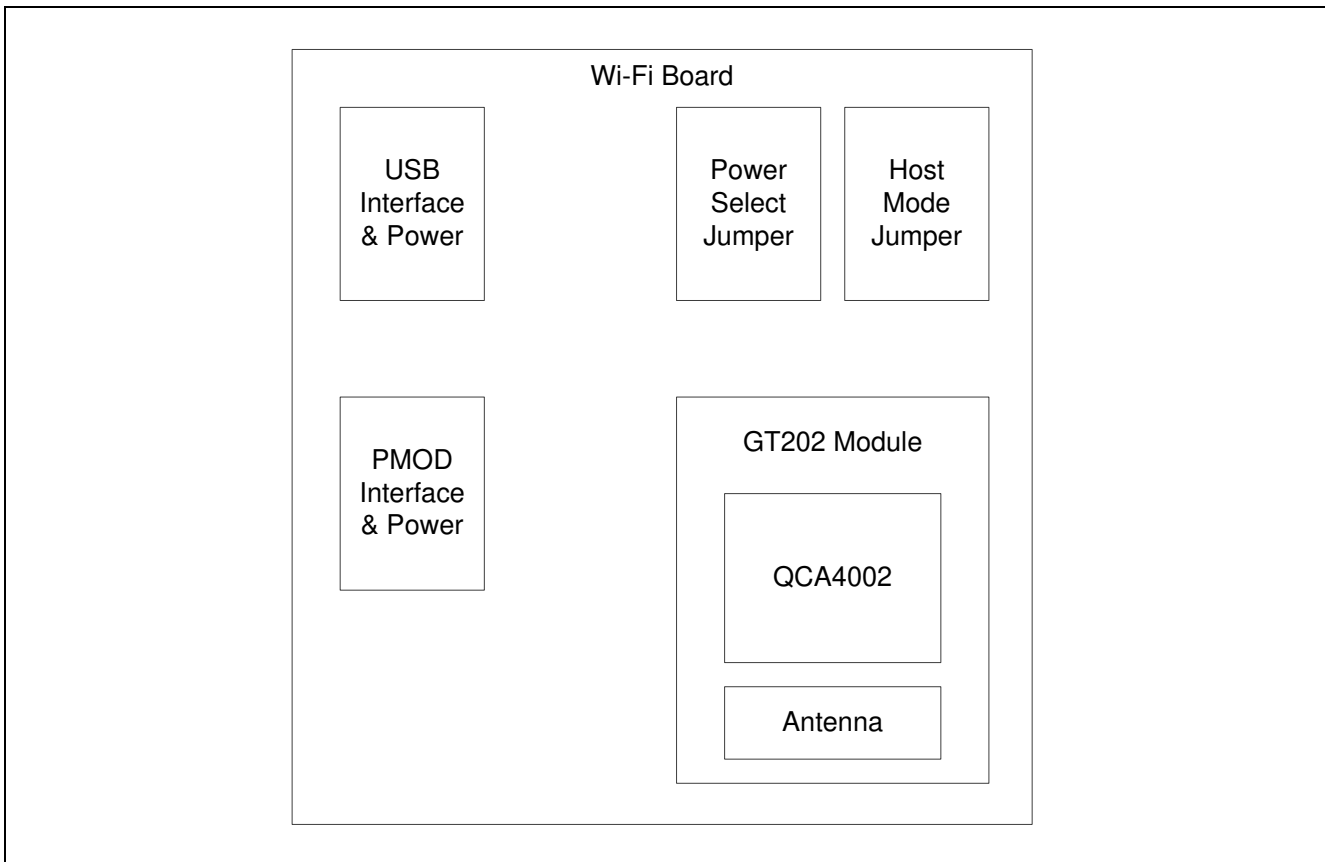 Wi-Fi Board
USB
Interface
& Power
Power
Select
Jumper
Host
Mode
Jumper
PMOD
Interface
& Power
GT202 Module
QCA4002
Antenna